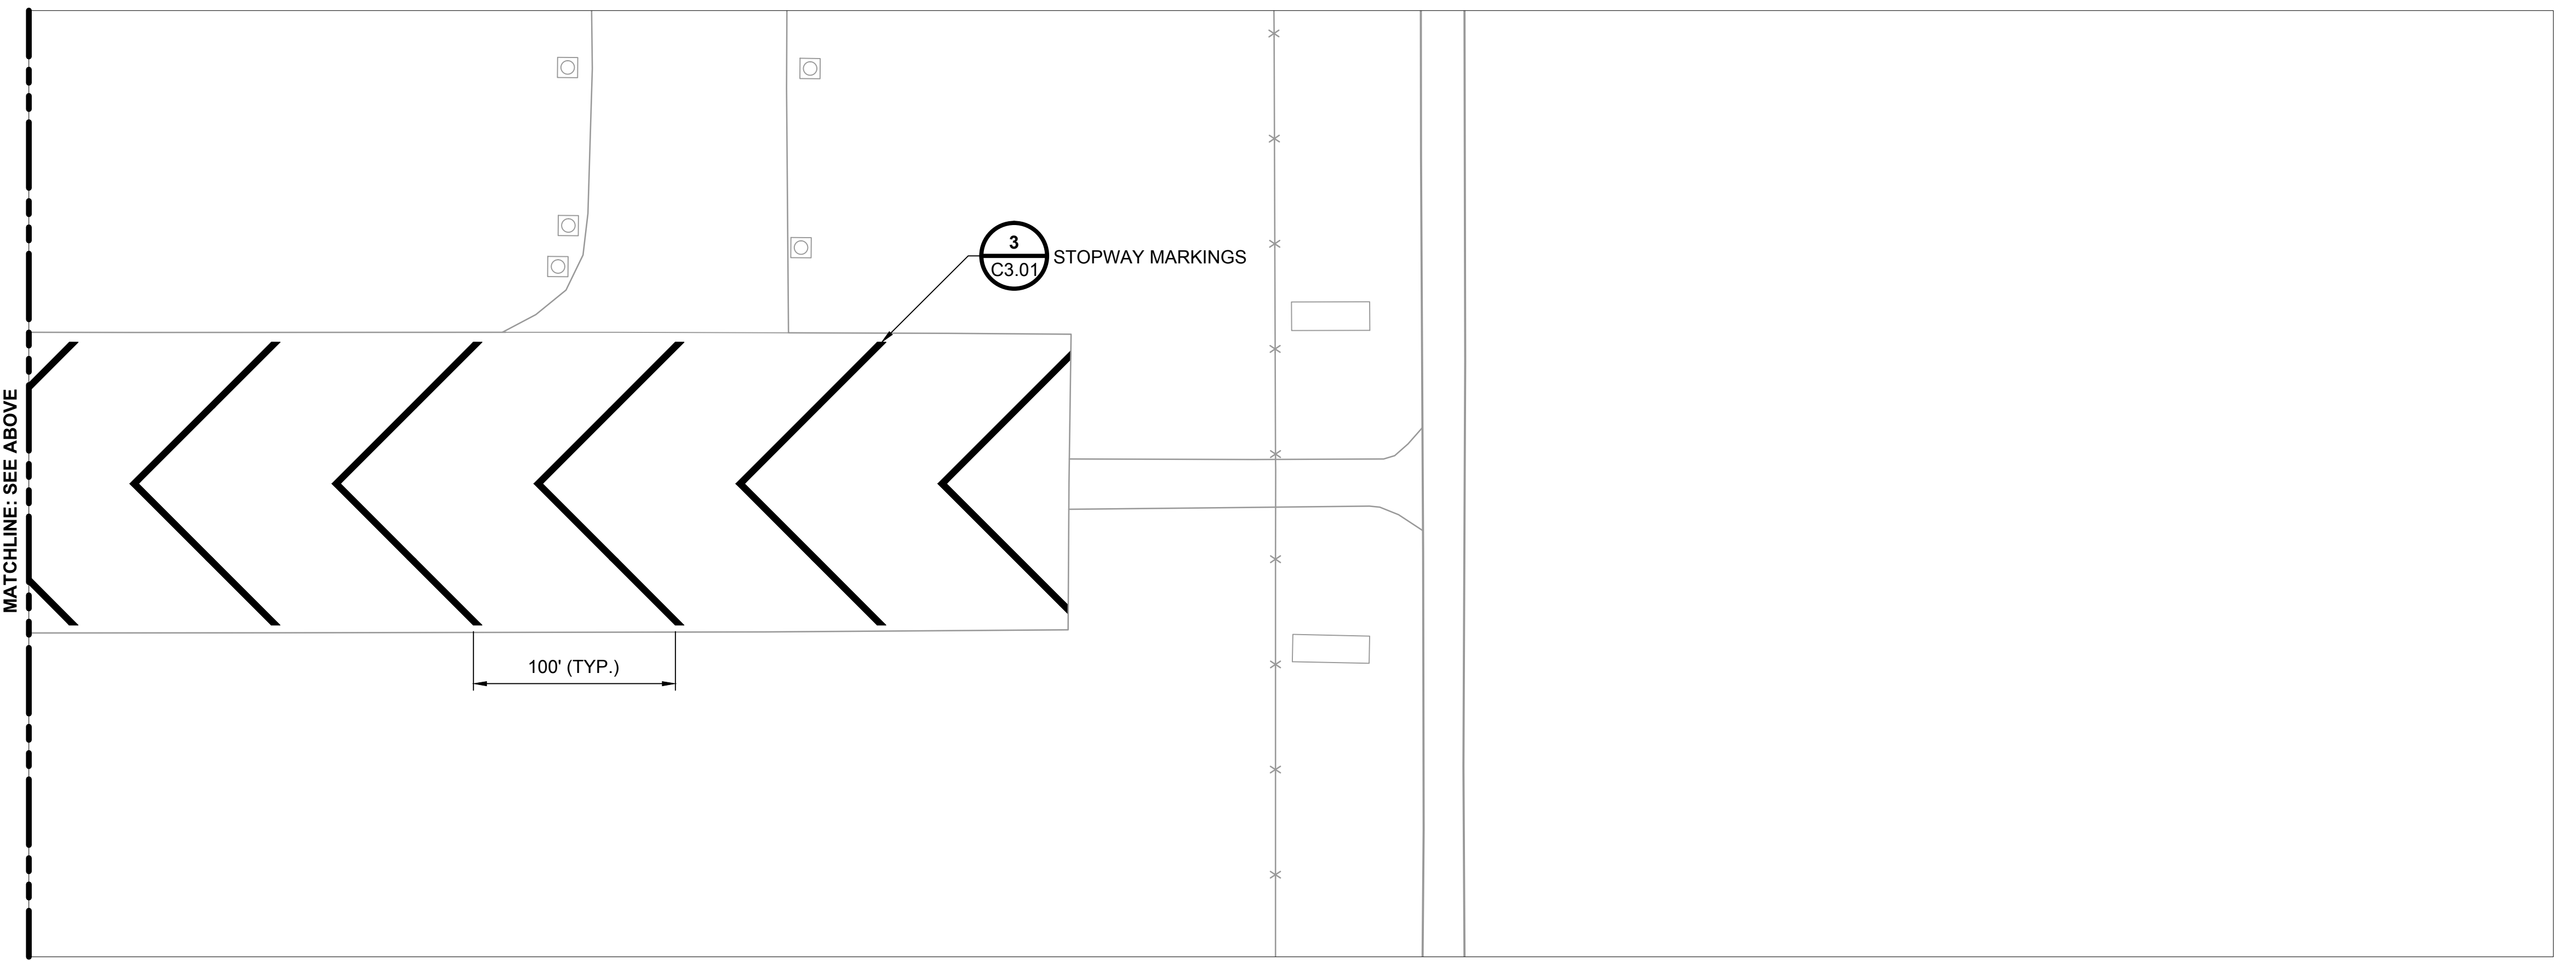 3
C3.01
STOPWAY MARKINGS
MATCHLINE: SEE ABOVE
100' (TYP.)